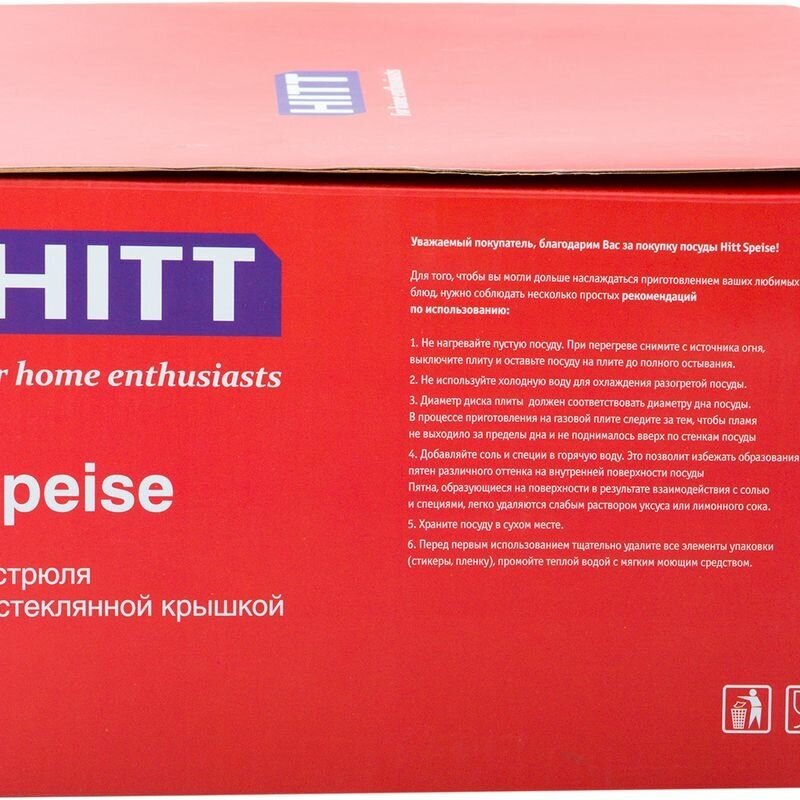 HITT
for home enthusiasts
HITT
r home enthusiasts
peise
стрюля
стеклянной крышкой
Уважаемый покупатель, благодарим Вас за покупку посуды Hitt Speise!
Для того, чтобы вы могли дольше наслаждаться приготовлением ваших любимых
блюд, нужно соблюдать несколько простых рекомендаций
по использованию:
1. Не нагревайте пустую посуду. При перегреве снимите с источника огня,
выключите плиту и оставьте посуду на плите до полного остывания.
2. Не используйте холодную воду для охлаждения разогретой посуды.
3. Диаметр диска плиты должен соответствовать диаметру дна посуды.
В процессе приготовления на газовой плите следите за тем, чтобы пламя
не выходило за пределы дна и не поднималось вверх по стенкам посуды
4. Добавляйте соль и специи в горячую воду. Это позволит избежать образования
пятен различного оттенка на внутренней поверхности посуды
Пятна, образующиеся на поверхности в результате взаимодействия с солью
и специями, легко удаляются слабым раствором уксуса или лимонного сока.
5. Храните посуду в сухом месте.
6. Перед первым использованием тщательно удалите все элементы упаковки
(стикеры, пленку), промойте теплой водой с мягким моющим средством.